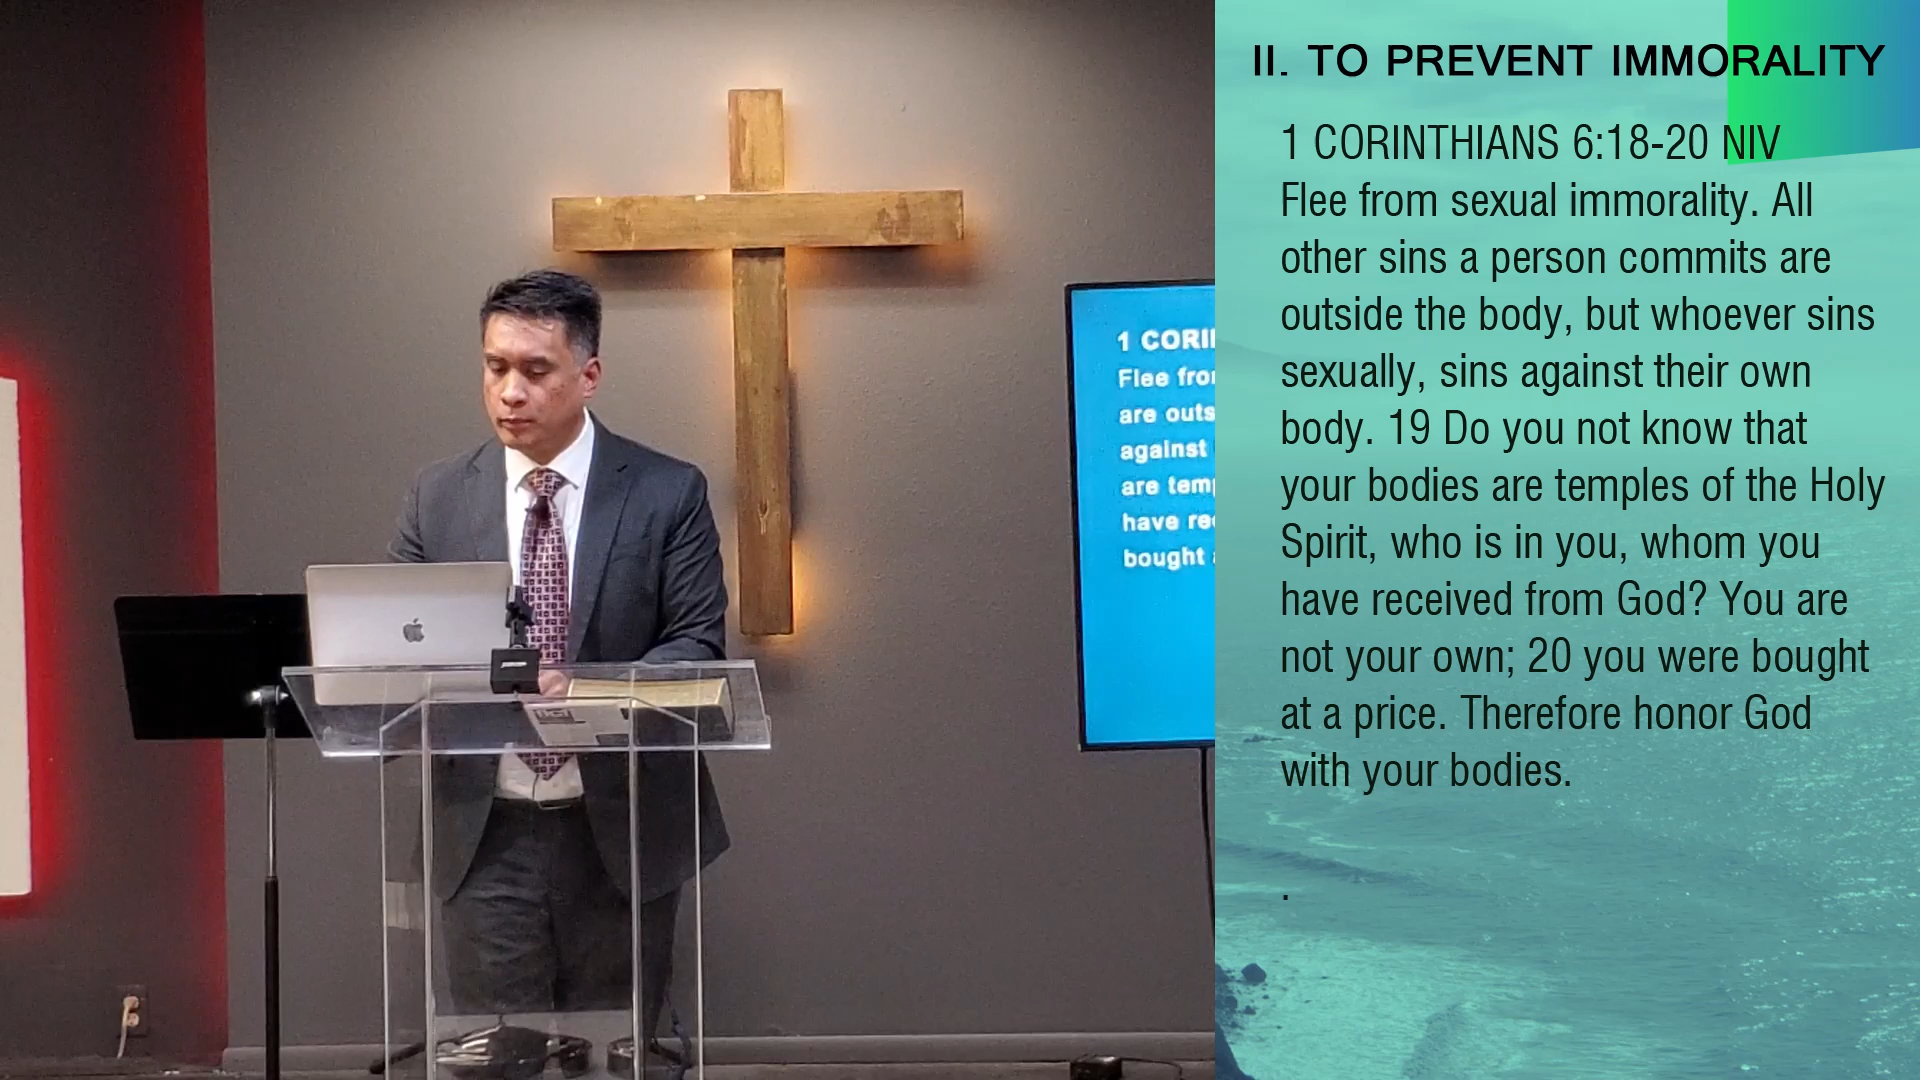 II. TO PREVENT IMMORALITY
1 CORINTHIANS 6:18-20 NIV
Flee from sexual immorality. All
other sins a person commits are
outside the body, but whoever sins
sexually, sins against their own
body. 19 Do you not know that
your bodies are temples of the Holy
Spirit, who is in you, whom you
have received from God? You are
not your own; 20 you were bought
at a price. Therefore honor God
with your bodies.
.
1 CORI
Flee fro
are outs
against
are tem
have re
bought